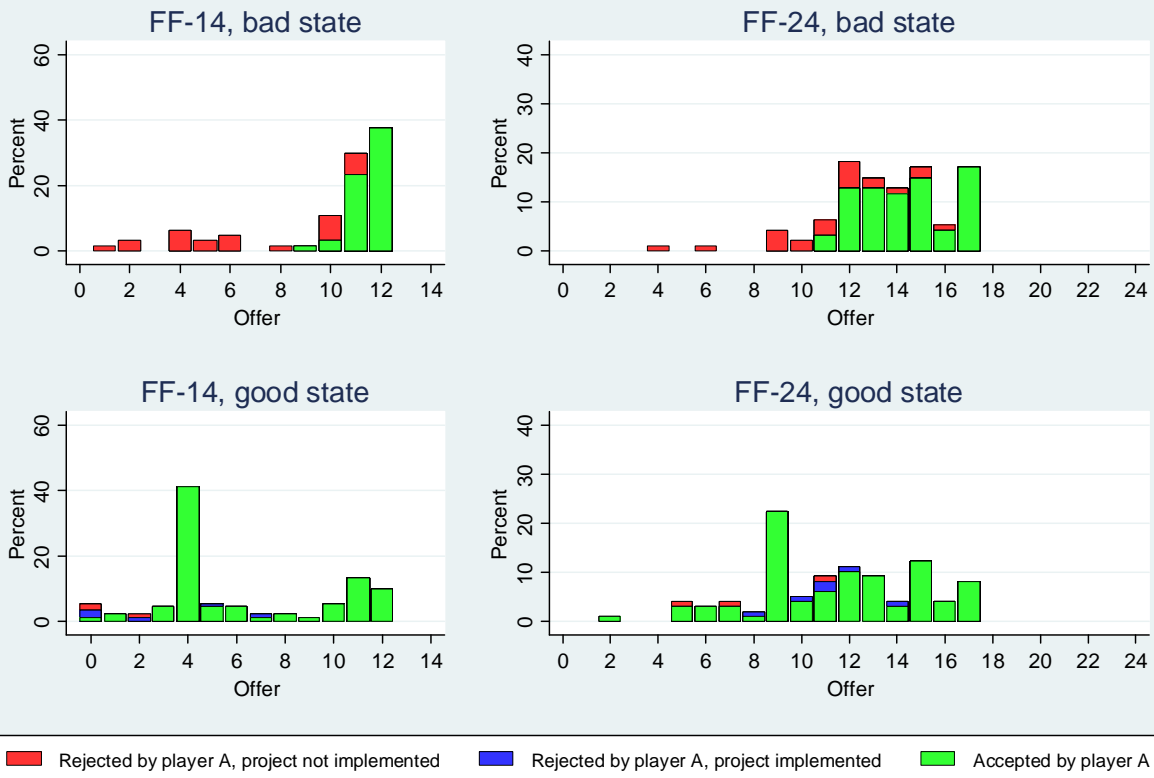 FF-14, bad state
Percent
0 20 40 60
0 2 4 6 8 10 12 14
Offer
FF-24, bad state
Percent
0 10 20 30 40
0 2 4 6 8 10 12 14 16 18 20 22 24
Offer
FF-14, good state
Percent
0 20 40 60
0 2 4 6 8 10 12 14
Offer
FF-24, good state
Percent
0 10 20 30 40
0 2 4 6 8 10 12 14 16 18 20 22 24
Offer
Rejected by player A, project not implemented
Rejected by player A, project implemented
Accepted by player A